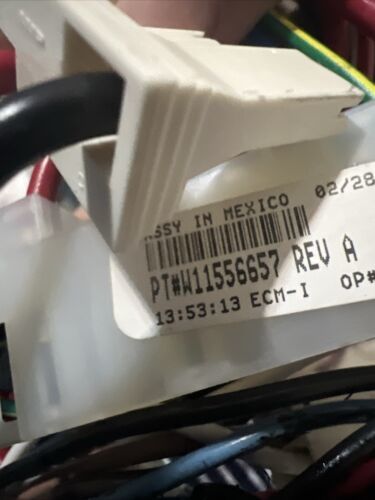 ASSY IN MEXICO 02/28
PT#W11556657 REV A
13:53:13 ECM-I OP#